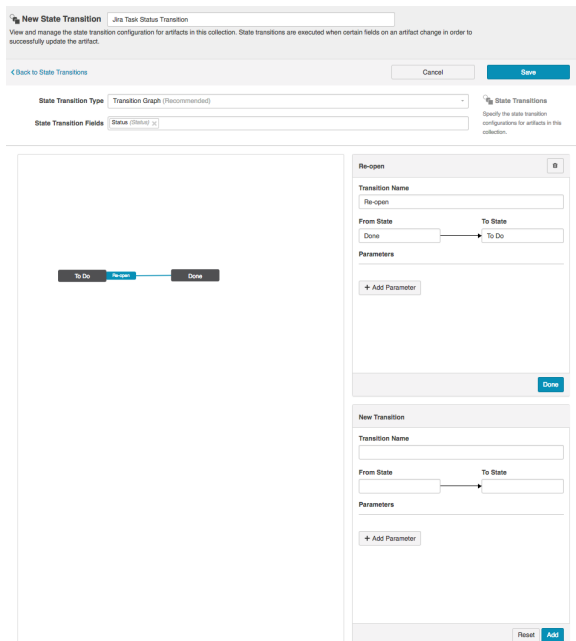 New State Transition Jira Task Status Transition
View and manage the state transition configuration for artifacts in this collection. State transitions are executed when certain fields on an artifact change in order to
successfully update the artifact.
Back to State Transitions Cancel Save
State Transition Type Transition Graph (Recommended)
State Transition Fields Status (Status)
State Transitions
Specify the state transition
configurations for artifacts in this
collection.
To Do Re-open Done
Re-open
Transition Name
Re-open
From State To State
Done To Do
Parameters
+ Add Parameter
Done
New Transition
Transition Name
From State To State
Parameters
+ Add Parameter
Reset Add